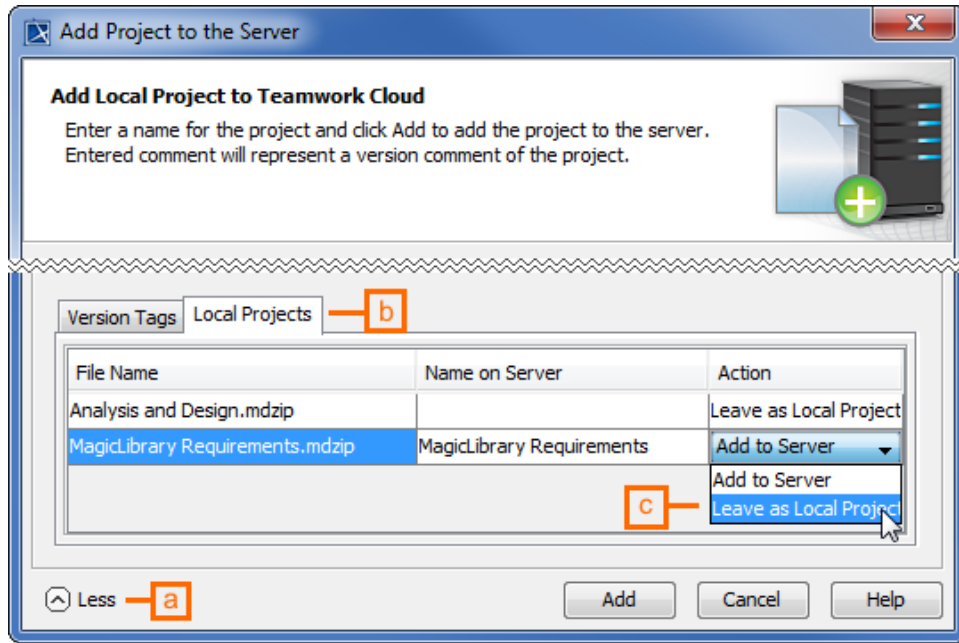 Add Project to the Server
X
Add Local Project to Teamwork Cloud
Enter a name for the project and click Add to add the project to the server.
Entered comment will represent a version comment of the project.
Version Tags Local Projects b
File Name Name on Server Action
Analysis and Design.mdzip Leave as Local Project
MagicLibrary Requirements.mdzip MagicLibrary Requirements Add to Server
Add to Server
c Leave as Local Project
Less a Add Cancel Help